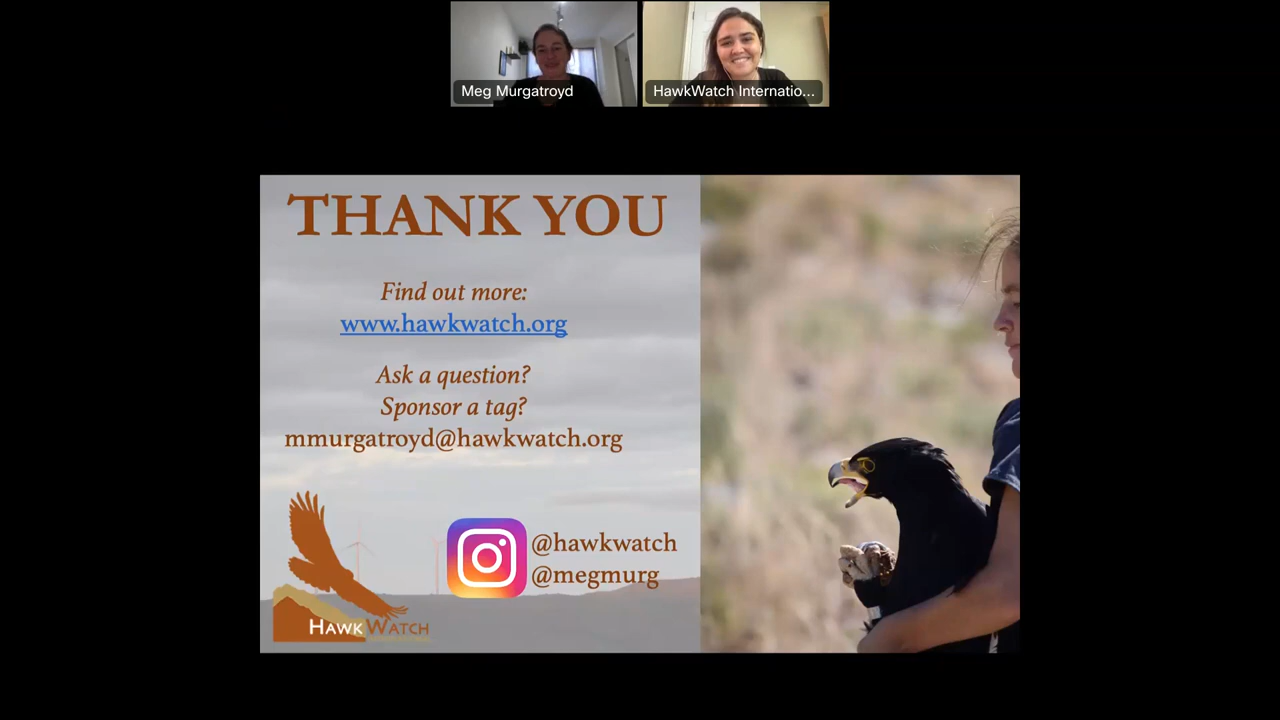 Meg Murgatroyd
HawkWatch Internatio...
THANK YOU
Find out more:
www.hawkwatch.org
Ask a question?
Sponsor a tag?
mmurgatroyd@hawkwatch.org
@hawkwatch
@megmurg
HAWKWATCH